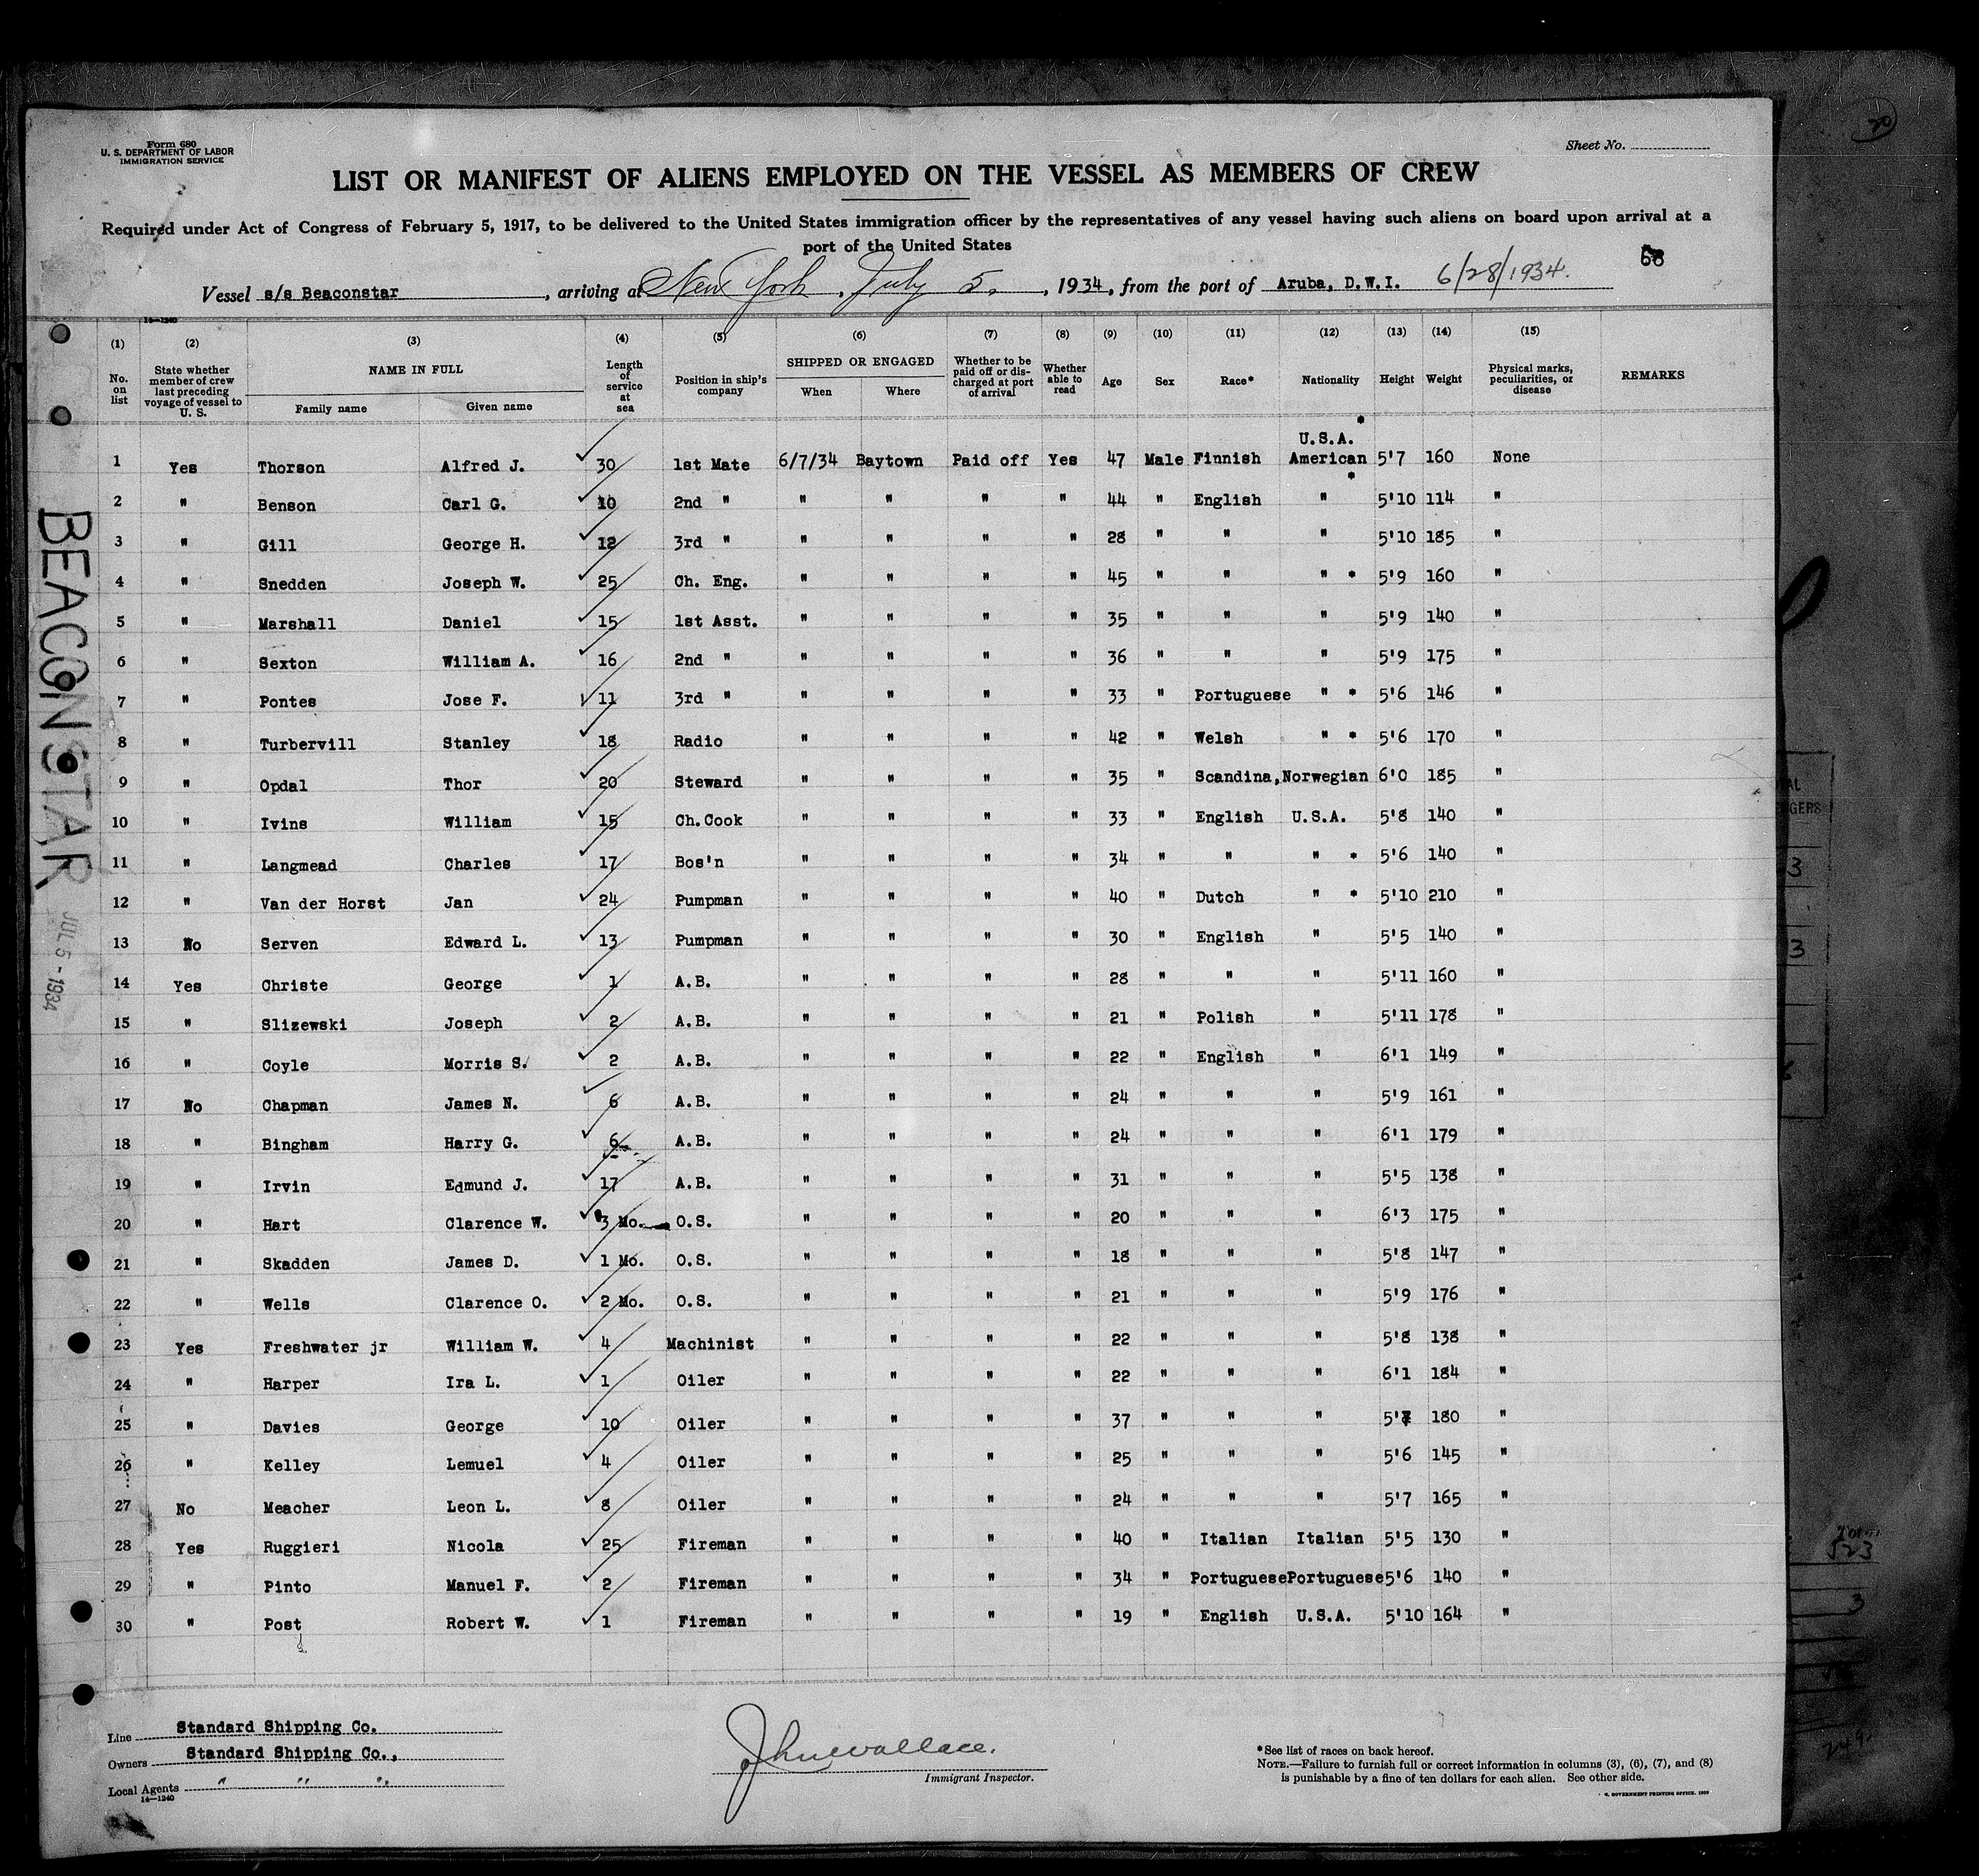 Form 680
U. S. DEPARTMENT OF LABOR
IMMIGRATION SERVICE
Sheet No.
LIST OR MANIFEST OF ALIENS EMPLOYED ON THE VESSEL AS MEMBERS OF CREW
Required under Act of Congress of February 5, 1917, to be delivered to the United States immigration officer by the representatives of any vessel having such aliens on board upon arrival at a
port of the United States
Vessel s/s Beaconstar, arriving at New York, July 5, 1934, from the port of Aruba, D.W.I. 6/28/1934.
14—1240
(1) (2) (3) (4) (5) (6) (7) (8) (9) (10) (11) (12) (13) (14) (15)
No. on list
State whether member of crew last preceding voyage of vessel to U. S.
NAME IN FULL
Family name Given name
Length of service at sea
Position in ship's company
SHIPPED OR ENGAGED
When Where
Whether to be paid off or discharged at port of arrival
Whether able to read
Age Sex Race* Nationality Height Weight
Physical marks, peculiarities, or disease
REMARKS
U.S.A. *
1 Yes Thorson Alfred J. 30 1st Mate 6/7/34 Baytown Paid off Yes 47 Male Finnish American 5'7 160 None
2 " Benson Carl G. 10 2nd " " " " " 44 " English " * 5'10 114 "
3 " Gill George H. 12 3rd " " " " " 28 " " " 5'10 185 "
4 " Snedden Joseph W. 25 Ch. Eng. " " " " 45 " " " * 5'9 160 "
5 " Marshall Daniel 15 1st Asst. " " " " 35 " " " 5'9 140 "
6 " Sexton William A. 16 2nd " " " " " 36 " " " 5'9 175 "
7 " Pontes Jose F. 11 3rd " " " " " 33 " Portuguese " * 5'6 146 "
8 " Turbervill Stanley 18 Radio " " " " 42 " Welsh " * 5'6 170 "
9 " Opdal Thor 20 Steward " " " " 35 " Scandina, Norwegian 6'0 185 "
10 " Ivins William 15 Ch.Cook " " " " 33 " English U.S.A. 5'8 140 "
11 " Langmead Charles 17 Bos'n " " " " 34 " " " * 5'6 140 "
12 " Van der Horst Jan 24 Pumpman " " " " 40 " Dutch " * 5'10 210 "
13 No Serven Edward L. 13 Pumpman " " " " 30 " English " 5'5 140 "
14 Yes Christe George 1 A.B. " " " " 28 " " " 5'11 160 "
15 " Slizewski Joseph 2 A.B. " " " " 21 " Polish " 5'11 178 "
16 " Coyle Morris S. 2 A.B. " " " " 22 " English " 6'1 149 "
17 No Chapman James N. 6 A.B. " " " " 24 " " " 5'9 161 "
18 " Bingham Harry G. 6 A.B. " " " " 24 " " " 6'1 179 "
19 " Irvin Edmund J. 17 A.B. " " " " 31 " " " 5'5 138 "
20 " Hart Clarence W. 3 Mo. O.S. " " " " 20 " " " 6'3 175 "
21 " Skadden James D. 1 Mo. O.S. " " " " 18 " " " 5'8 147 "
22 " Wells Clarence O. 2 Mo. O.S. " " " " 21 " " " 5'9 176 "
23 Yes Freshwater jr William W. 4 Machinist " " " " 22 " " " 5'8 138 "
24 " Harper Ira L. 1 Oiler " " " " 22 " " " 6'1 184 "
25 " Davies George 10 Oiler " " " " 37 " " " 180 "
26 " Kelley Lemuel 4 Oiler " " " " 25 " " " 5'6 145 "
27 No Meacher Leon L. 8 Oiler " " " " 24 " " " 5'7 165 "
28 Yes Ruggieri Nicola 25 Fireman " " " " 40 " Italian Italian 5'5 130 "
29 " Pinto Manuel F. 2 Fireman " " " " 34 " Portuguese Portuguese 5'6 140 "
30 " Post Robert W. 1 Fireman " " " " 19 " English U.S.A. 5'10 164 "
BEACONSTAR
JUL 5 - 1934
Line Standard Shipping Co.
Owners Standard Shipping Co.,
Local Agents " " ",
14—1240
Jhnwallace.
Immigrant Inspector.
*See list of races on back hereof.
NOTE.—Failure to furnish full or correct information in columns (3), (6), (7), and (8)
is punishable by a fine of ten dollars for each alien. See other side.